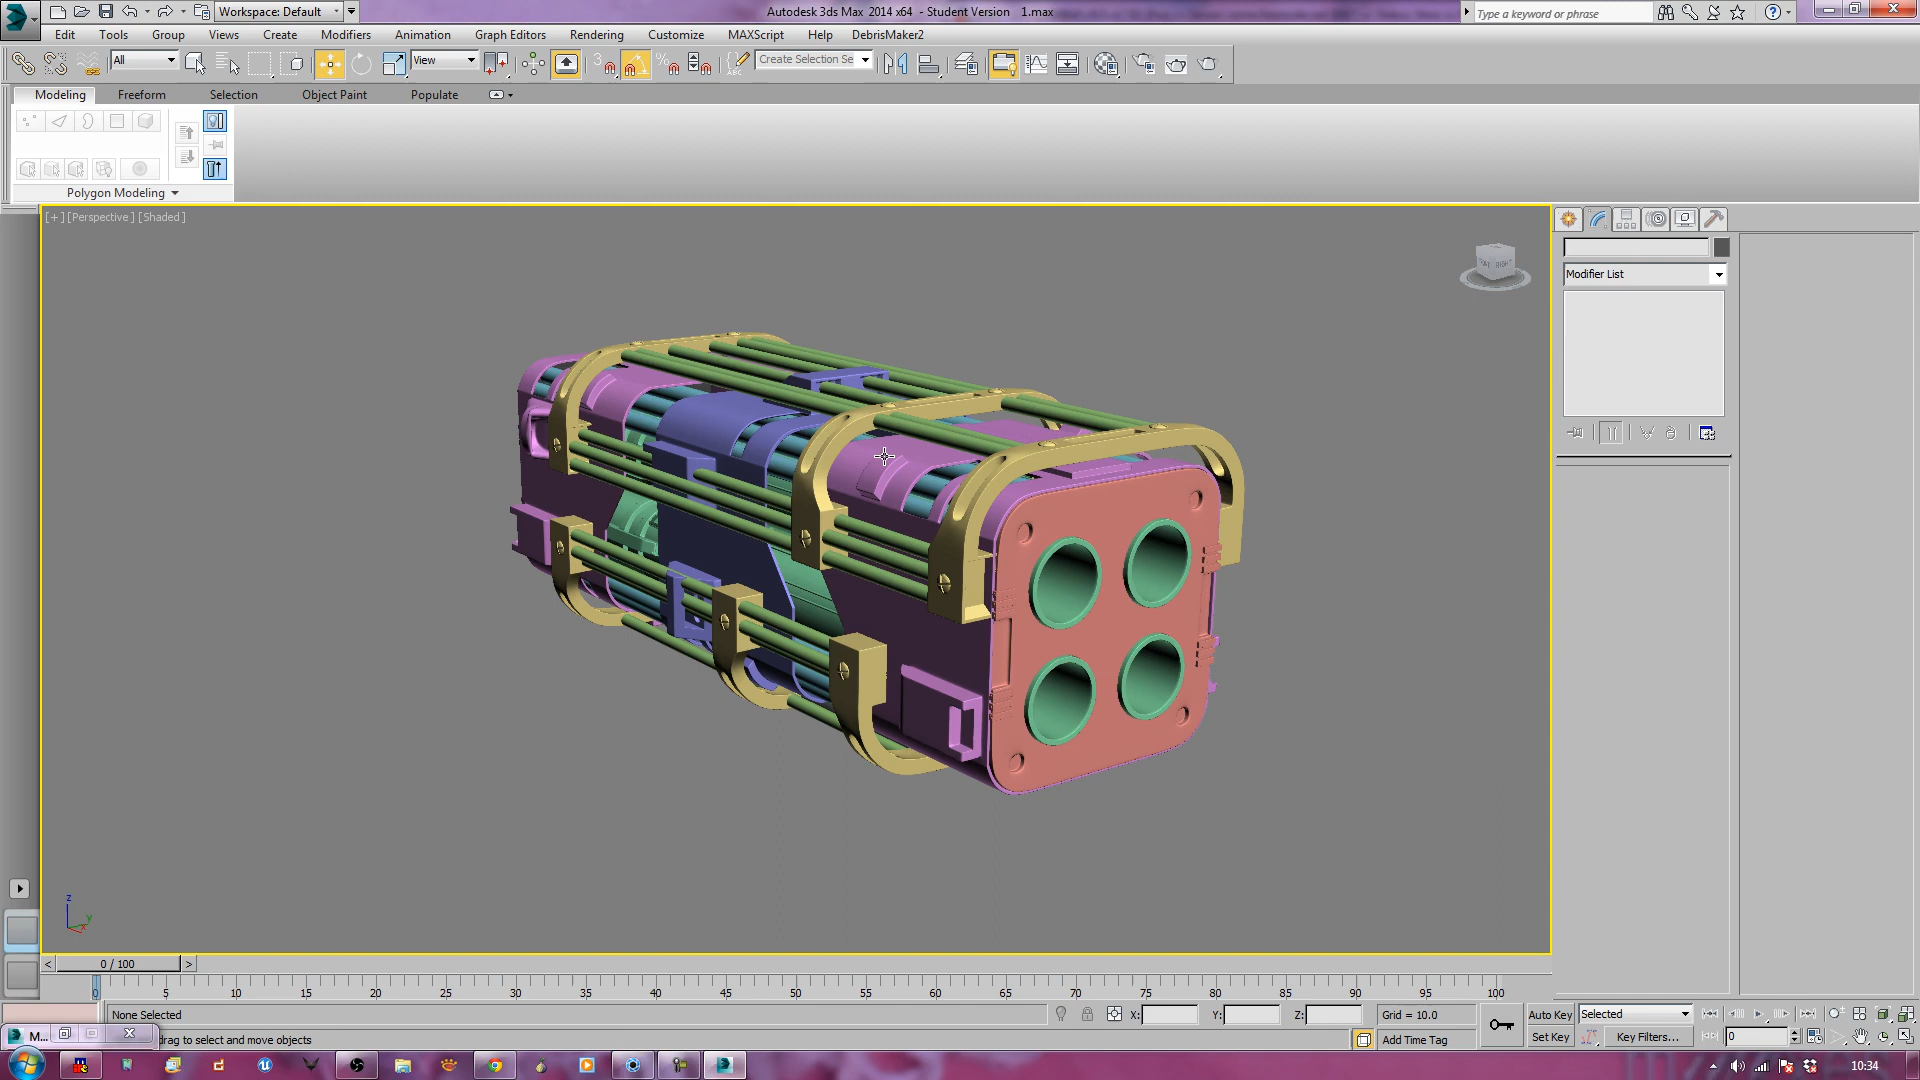 Workspace: Default
Autodesk 3ds Max 2014 x64 - Student Version 1.max
Type a keyword or phrase
Edit Tools Group Views Create Modifiers Animation Graph Editors Rendering Customize MAXScript Help DebrisMaker2
All
View
3
%
ABC
Create Selection Se
Modeling Freeform Selection Object Paint Populate
Polygon Modeling
[+] [Perspective] [Shaded]
RIGHT
Modifier List
z
y
x
< 0 / 100 >
0 5 10 15 20 25 30 35 40 45 50 55 60 65 70 75 80 85 90 95 100
None Selected
X: Y: Z: Grid = 10.0
Auto Key Selected
M...
drag to select and move objects
Add Time Tag
Set Key Key Filters... 0
10:34